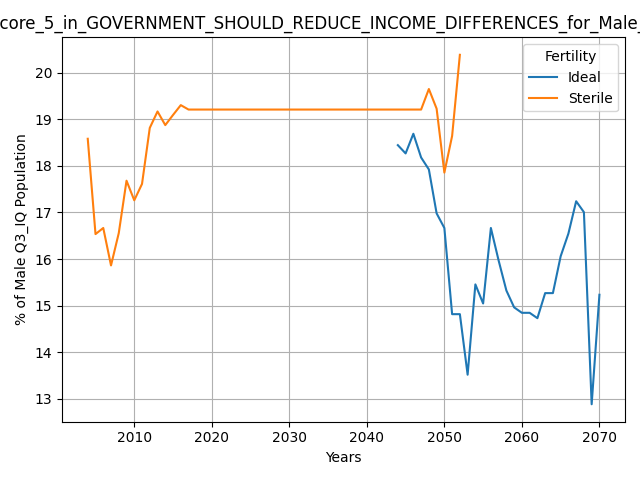 core_5_in_GOVERNMENT_SHOULD_REDUCE_INCOME_DIFFERENCES_for_Male_
Fertility
Ideal
Sterile
% of Male Q3_IQ Population
20
19
18
17
16
15
14
13
2010 2020 2030 2040 2050 2060 2070
Years